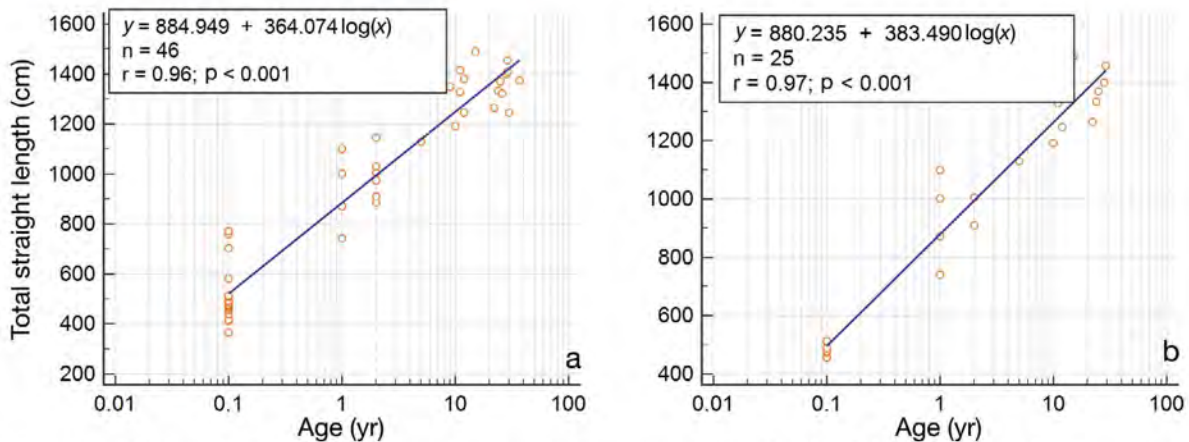 y = 884.949 + 364.074 log(x)
n = 46
r = 0.96; p < 0.001
Total straight length (cm)
1600
1400
1200
1000
800
600
400
200
0.01 0.1 1 10 100
Age (yr)
a
y = 880.235 + 383.490 log(x)
n = 25
r = 0.97; p < 0.001
1600
1400
1200
1000
800
600
400
0.01 0.1 1 10 100
Age (yr)
b